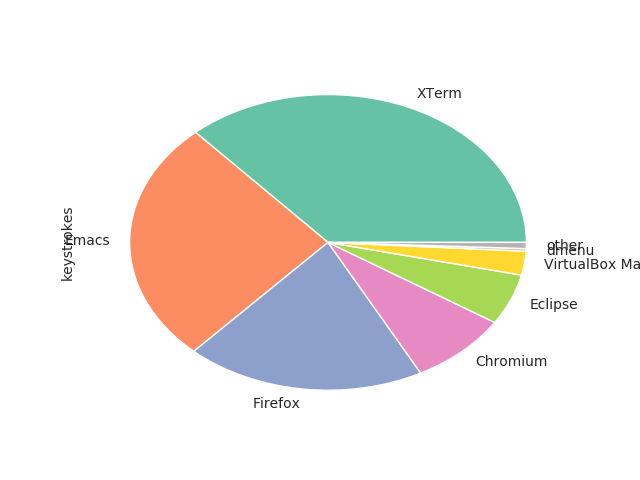 XTerm
keystrokes
emacs
other
dmenu
VirtualBox Ma
Eclipse
Chromium
Firefox